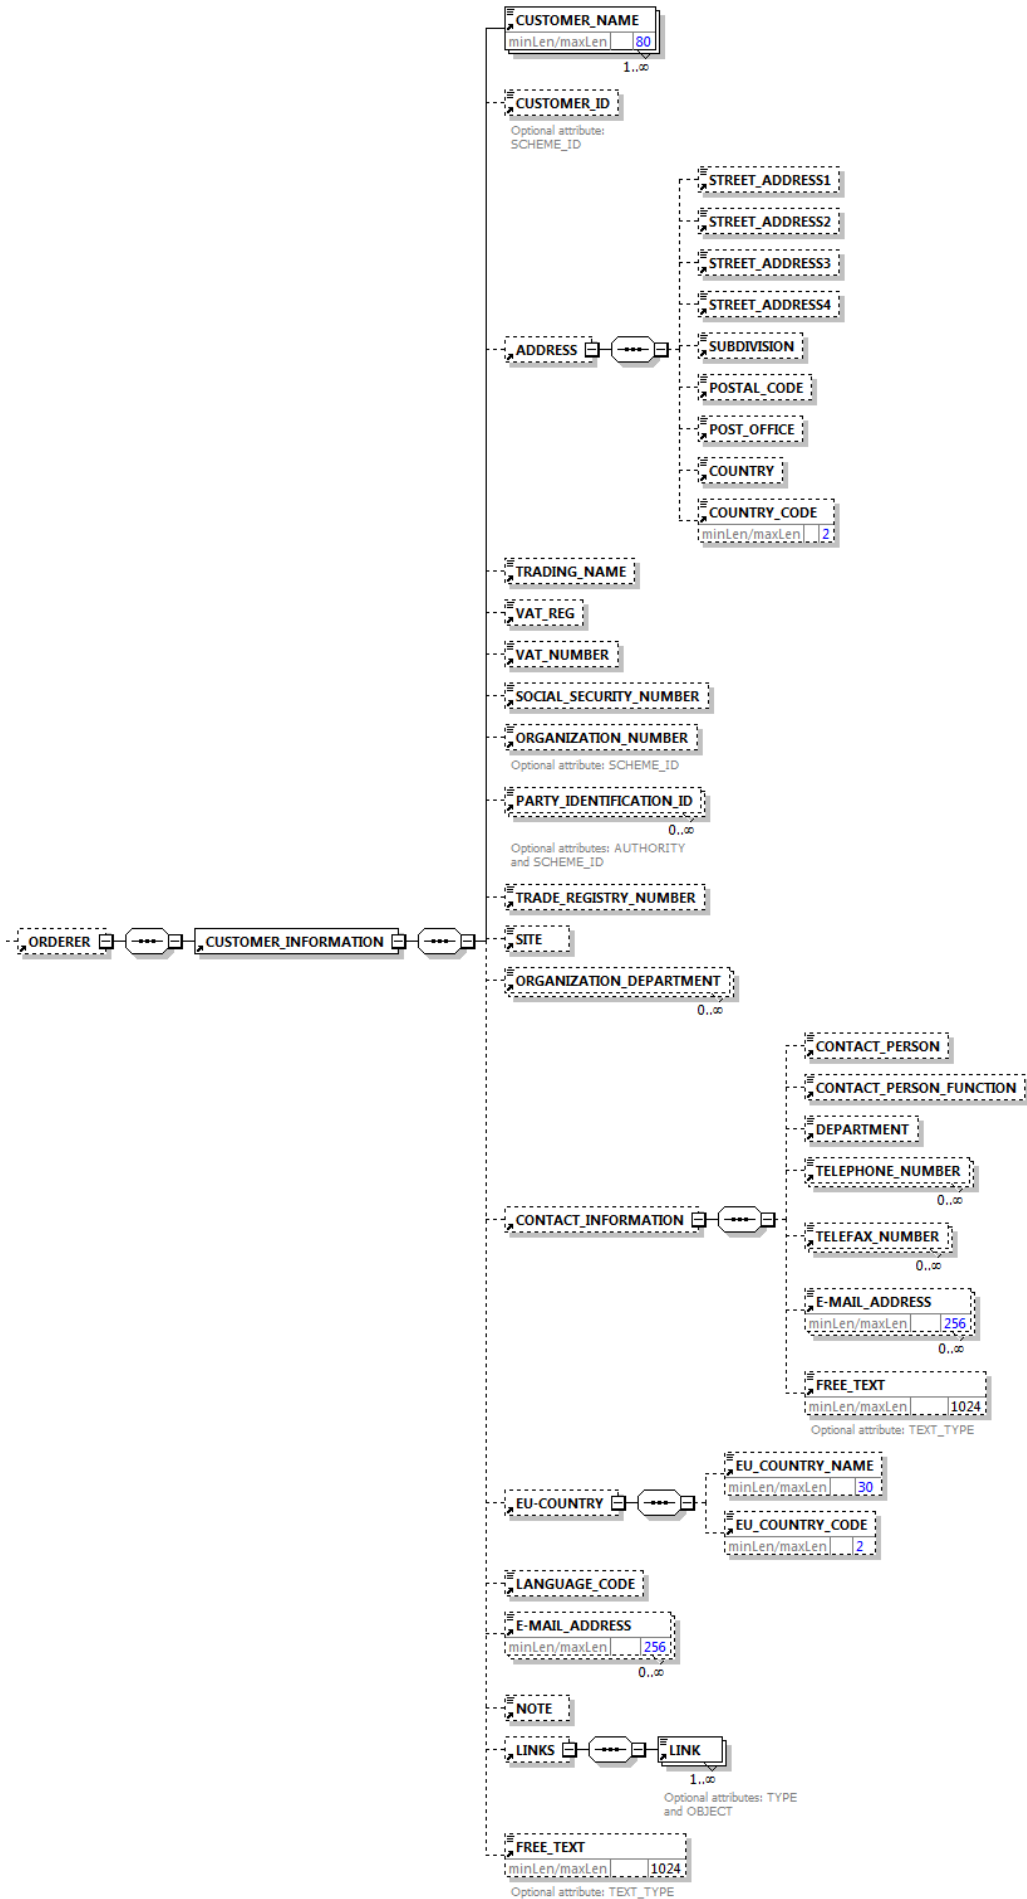 CUSTOMER_NAME
minLen/maxLen 80
1..∞
CUSTOMER_ID
Optional attribute:
SCHEME_ID
STREET_ADDRESS1
STREET_ADDRESS2
STREET_ADDRESS3
STREET_ADDRESS4
ADDRESS
SUBDIVISION
POSTAL_CODE
POST_OFFICE
COUNTRY
COUNTRY_CODE
minLen/maxLen 2
TRADING_NAME
VAT_REG
VAT_NUMBER
SOCIAL_SECURITY_NUMBER
ORGANIZATION_NUMBER
Optional attribute: SCHEME_ID
PARTY_IDENTIFICATION_ID
0..∞
Optional attributes: AUTHORITY
and SCHEME_ID
TRADE_REGISTRY_NUMBER
ORDERER
CUSTOMER_INFORMATION
SITE
ORGANIZATION_DEPARTMENT
0..∞
CONTACT_PERSON
CONTACT_PERSON_FUNCTION
DEPARTMENT
TELEPHONE_NUMBER
0..∞
CONTACT_INFORMATION
TELEFAX_NUMBER
0..∞
E-MAIL_ADDRESS
minLen/maxLen 256
0..∞
FREE_TEXT
minLen/maxLen 1024
Optional attribute: TEXT_TYPE
EU-COUNTRY
EU_COUNTRY_NAME
minLen/maxLen 30
EU_COUNTRY_CODE
minLen/maxLen 2
LANGUAGE_CODE
E-MAIL_ADDRESS
minLen/maxLen 256
0..∞
NOTE
LINKS
LINK
1..∞
Optional attributes: TYPE
and OBJECT
FREE_TEXT
minLen/maxLen 1024
Optional attribute: TEXT_TYPE